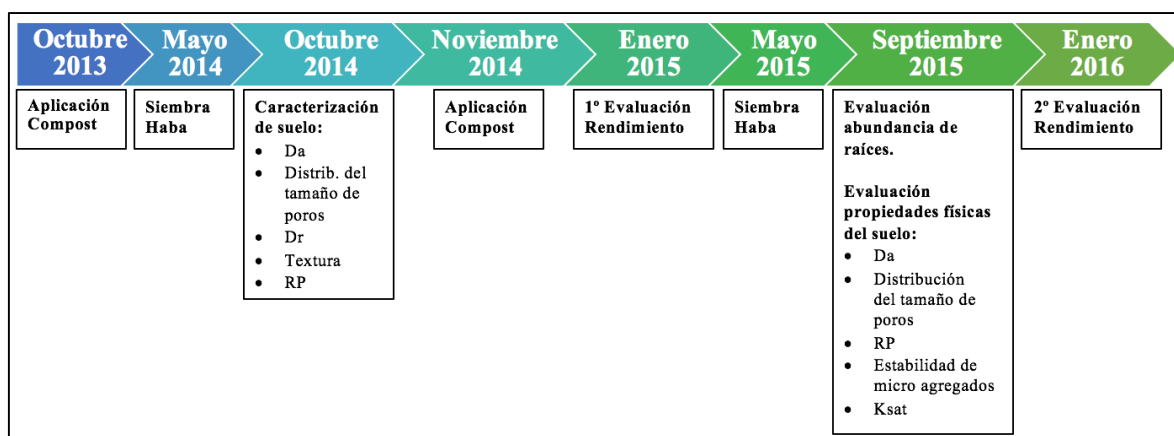 Octubre
2013
Mayo
2014
Octubre
2014
Noviembre
2014
Enero
2015
Mayo
2015
Septiembre
2015
Enero
2016
Aplicación
Compost
Siembra
Haba
Caracterización
de suelo:
• Da
• Distrib. del
tamaño de
poros
• Dr
• Textura
• RP
Aplicación
Compost
1º Evaluación
Rendimiento
Siembra
Haba
Evaluación
abundancia de
raíces.
Evaluación
propiedades físicas
del suelo:
• Da
• Distribución
del tamaño de
poros
• RP
• Estabilidad de
micro agregados
• Ksat
2º Evaluación
Rendimiento